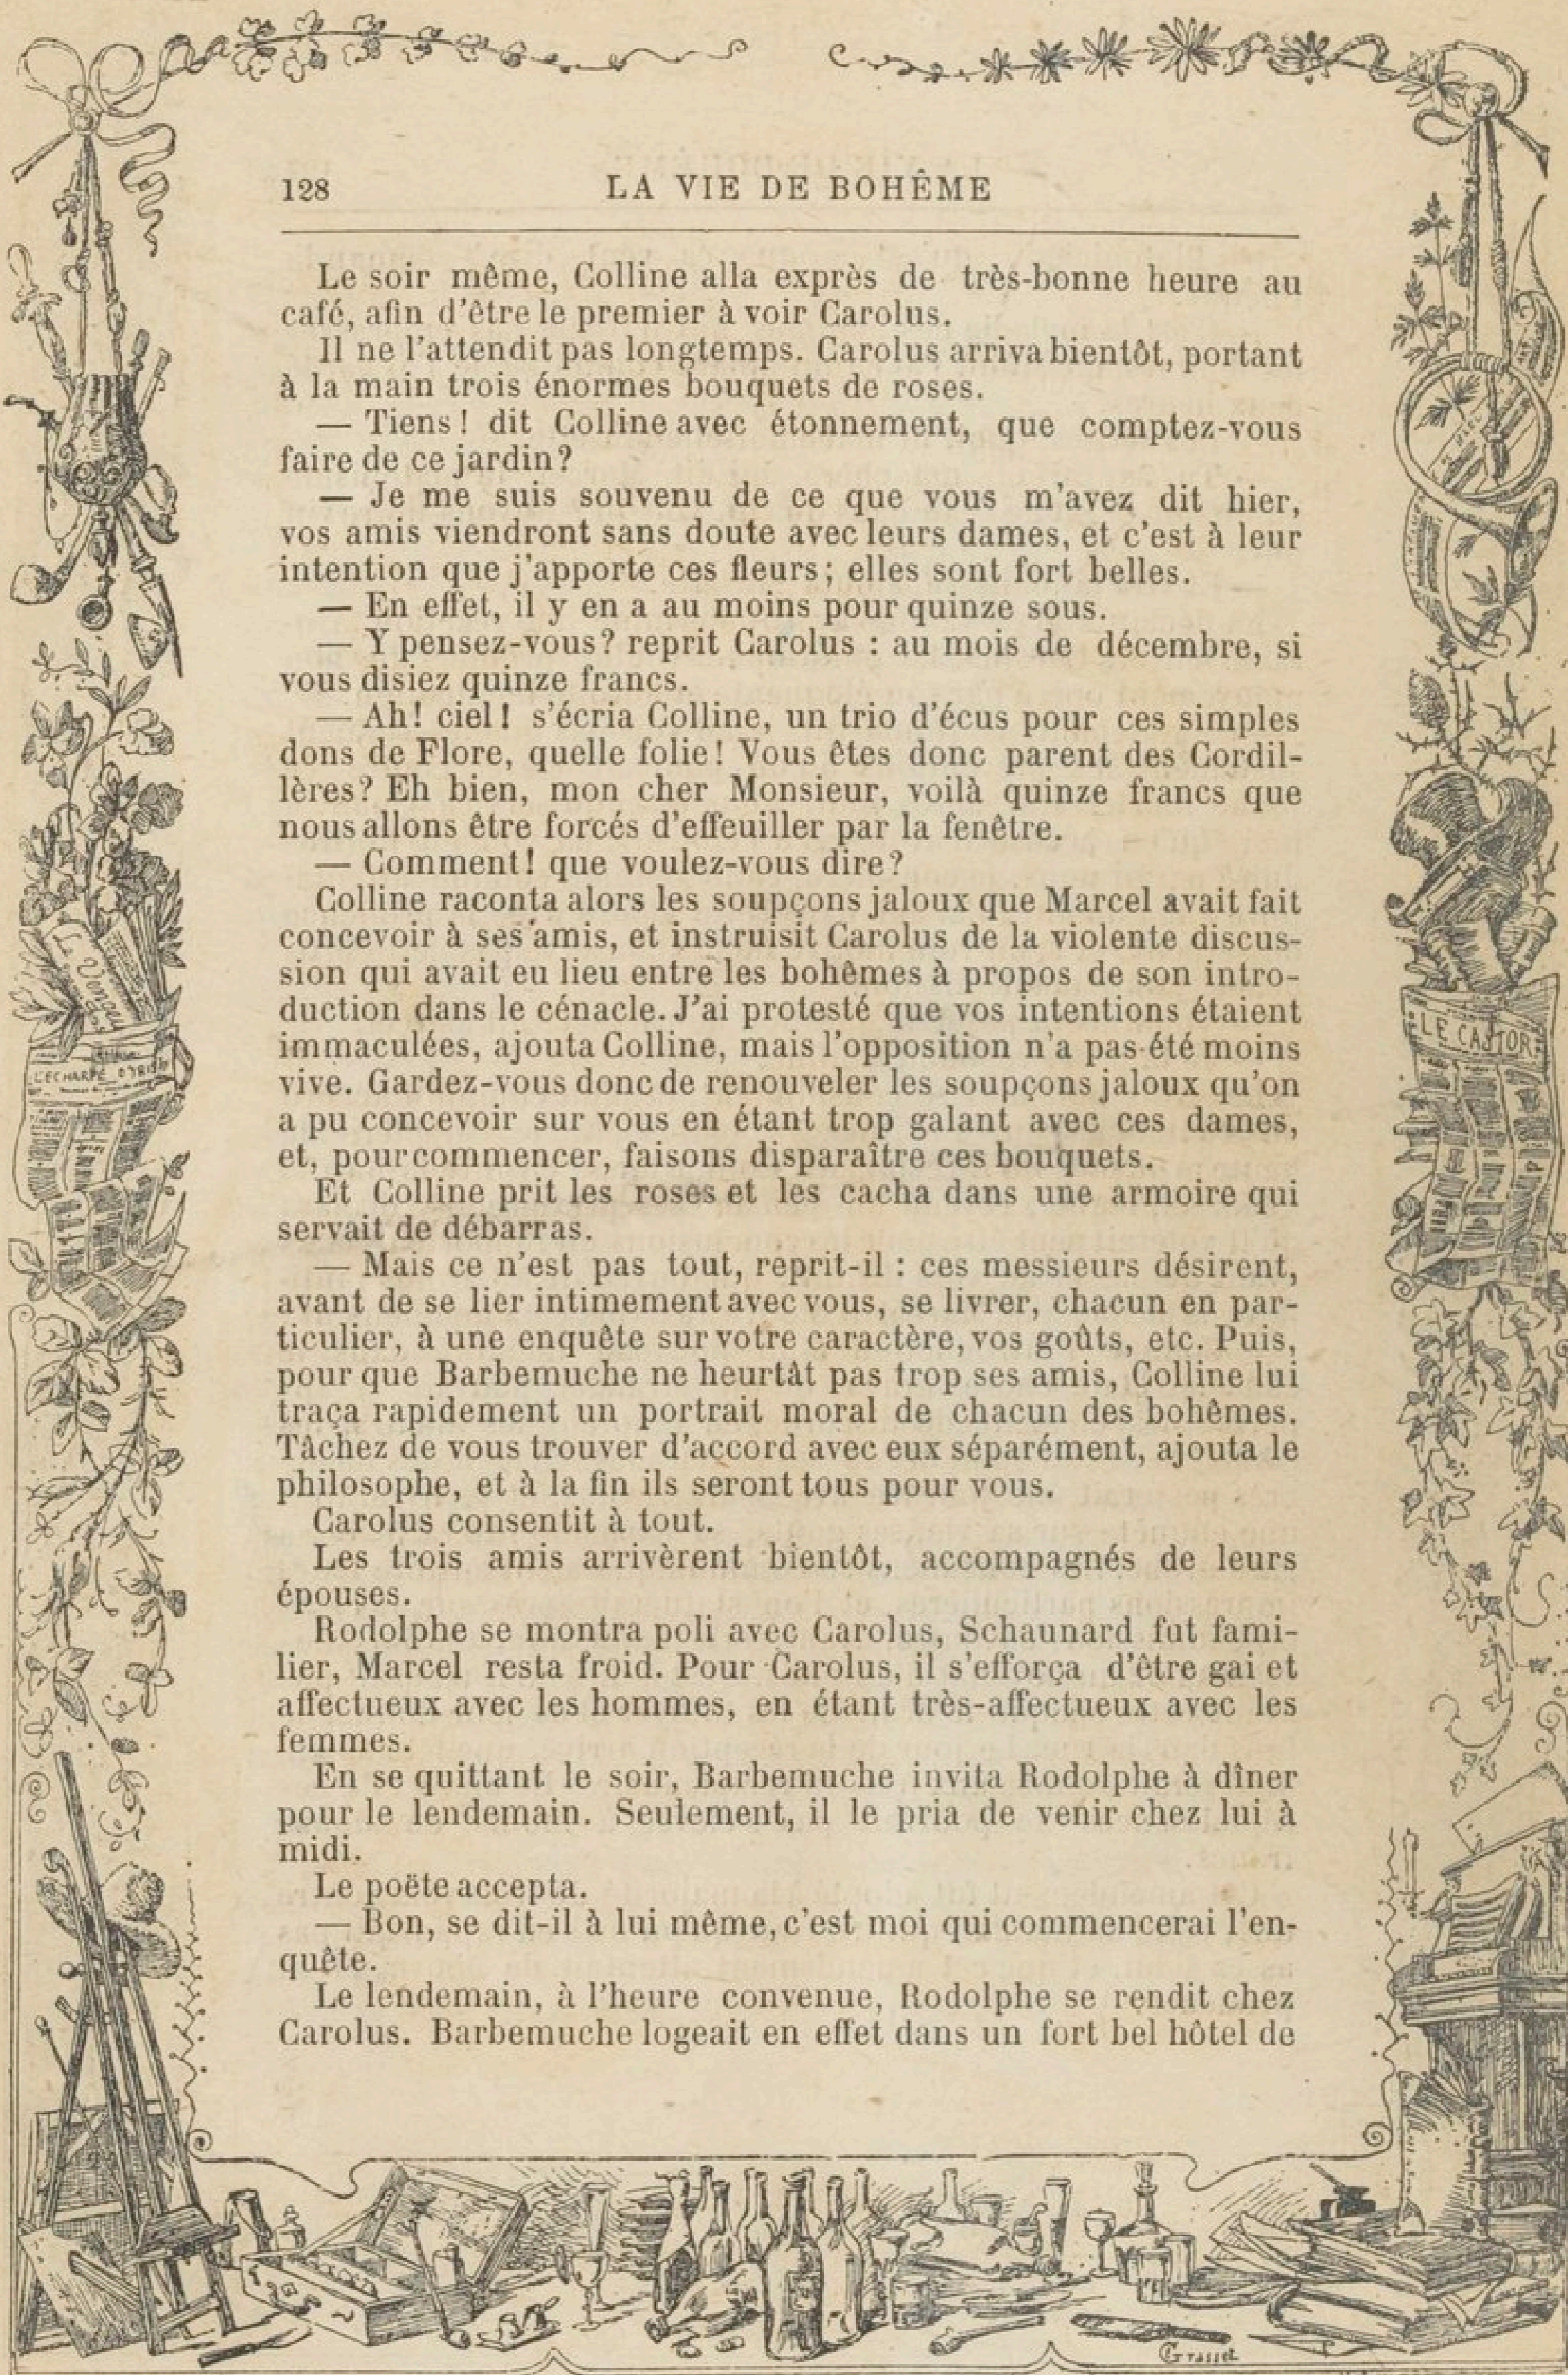 128 LA VIE DE BOHÊME
Le soir même, Colline alla exprès de très-bonne heure au
café, afin d'être le premier à voir Carolus.
Il ne l'attendit pas longtemps. Carolus arriva bientôt, portant
à la main trois énormes bouquets de roses.
— Tiens! dit Colline avec étonnement, que comptez-vous
faire de ce jardin?
— Je me suis souvenu de ce que vous m'avez dit hier,
vos amis viendront sans doute avec leurs dames, et c'est à leur
intention que j'apporte ces fleurs; elles sont fort belles.
— En effet, il y en a au moins pour quinze sous.
— Y pensez-vous? reprit Carolus : au mois de décembre, si
vous disiez quinze francs.
— Ah! ciel! s'écria Colline, un trio d'écus pour ces simples
dons de Flore, quelle folie! Vous êtes donc parent des Cordil-
lères? Eh bien, mon cher Monsieur, voilà quinze francs que
nous allons être forcés d'effeuiller par la fenêtre.
— Comment! que voulez-vous dire?
Colline raconta alors les soupçons jaloux que Marcel avait fait
concevoir à ses amis, et instruisit Carolus de la violente discus-
sion qui avait eu lieu entre les bohêmes à propos de son intro-
duction dans le cénacle. J'ai protesté que vos intentions étaient
immaculées, ajouta Colline, mais l'opposition n'a pas été moins
vive. Gardez-vous donc de renouveler les soupçons jaloux qu'on
a pu concevoir sur vous en étant trop galant avec ces dames,
et, pour commencer, faisons disparaître ces bouquets.
Et Colline prit les roses et les cacha dans une armoire qui
servait de débarras.
— Mais ce n'est pas tout, reprit-il : ces messieurs désirent,
avant de se lier intimement avec vous, se livrer, chacun en par-
ticulier, à une enquête sur votre caractère, vos goûts, etc. Puis,
pour que Barbemuche ne heurtât pas trop ses amis, Colline lui
traça rapidement un portrait moral de chacun des bohêmes.
Tâchez de vous trouver d'accord avec eux séparément, ajouta le
philosophe, et à la fin ils seront tous pour vous.
Carolus consentit à tout.
Les trois amis arrivèrent bientôt, accompagnés de leurs
épouses.
Rodolphe se montra poli avec Carolus, Schaunard fut fami-
lier, Marcel resta froid. Pour Carolus, il s'efforça d'être gai et
affectueux avec les hommes, en étant très-affectueux avec les
femmes.
En se quittant le soir, Barbemuche invita Rodolphe à dîner
pour le lendemain. Seulement, il le pria de venir chez lui à
midi.
Le poëte accepta.
— Bon, se dit-il à lui même, c'est moi qui commencerai l'en-
quête.
Le lendemain, à l'heure convenue, Rodolphe se rendit chez
Carolus. Barbemuche logeait en effet dans un fort bel hôtel de
L'ECHARPE D'IRIS
LE CASTOR
Grasset